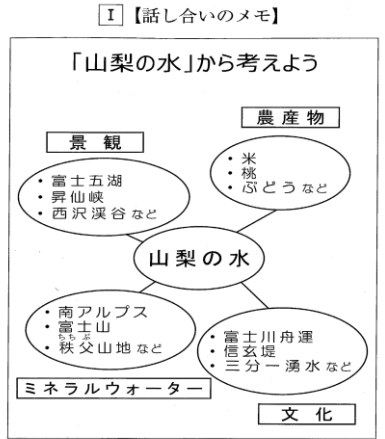 I 【話し合いのメモ】
「山梨の水」から考えよう
景観
・富士五湖
・昇仙峡
・西沢渓谷など
農産物
・米
・桃
・ぶどうなど
山梨の水
・南アルプス
・富士山
ちちぶ
・秩父山地など
ミネラルウォーター
・富士川舟運
・信玄堤
・三分一湧水など
文化